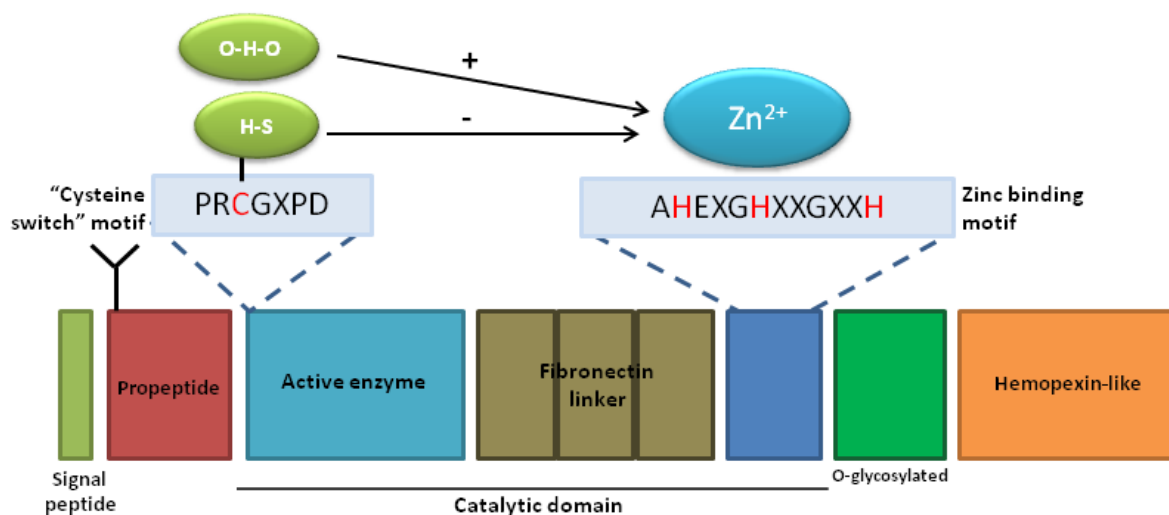 O-H-O
+
H-S
-
Zn²⁺
“Cysteine
switch” motif
PRCGXPD
AHEXGHXXGXXH
Zinc binding
motif
Propeptide
Active enzyme
Fibronectin
linker
Hemopexin-like
Signal
peptide
O-glycosylated
Catalytic domain